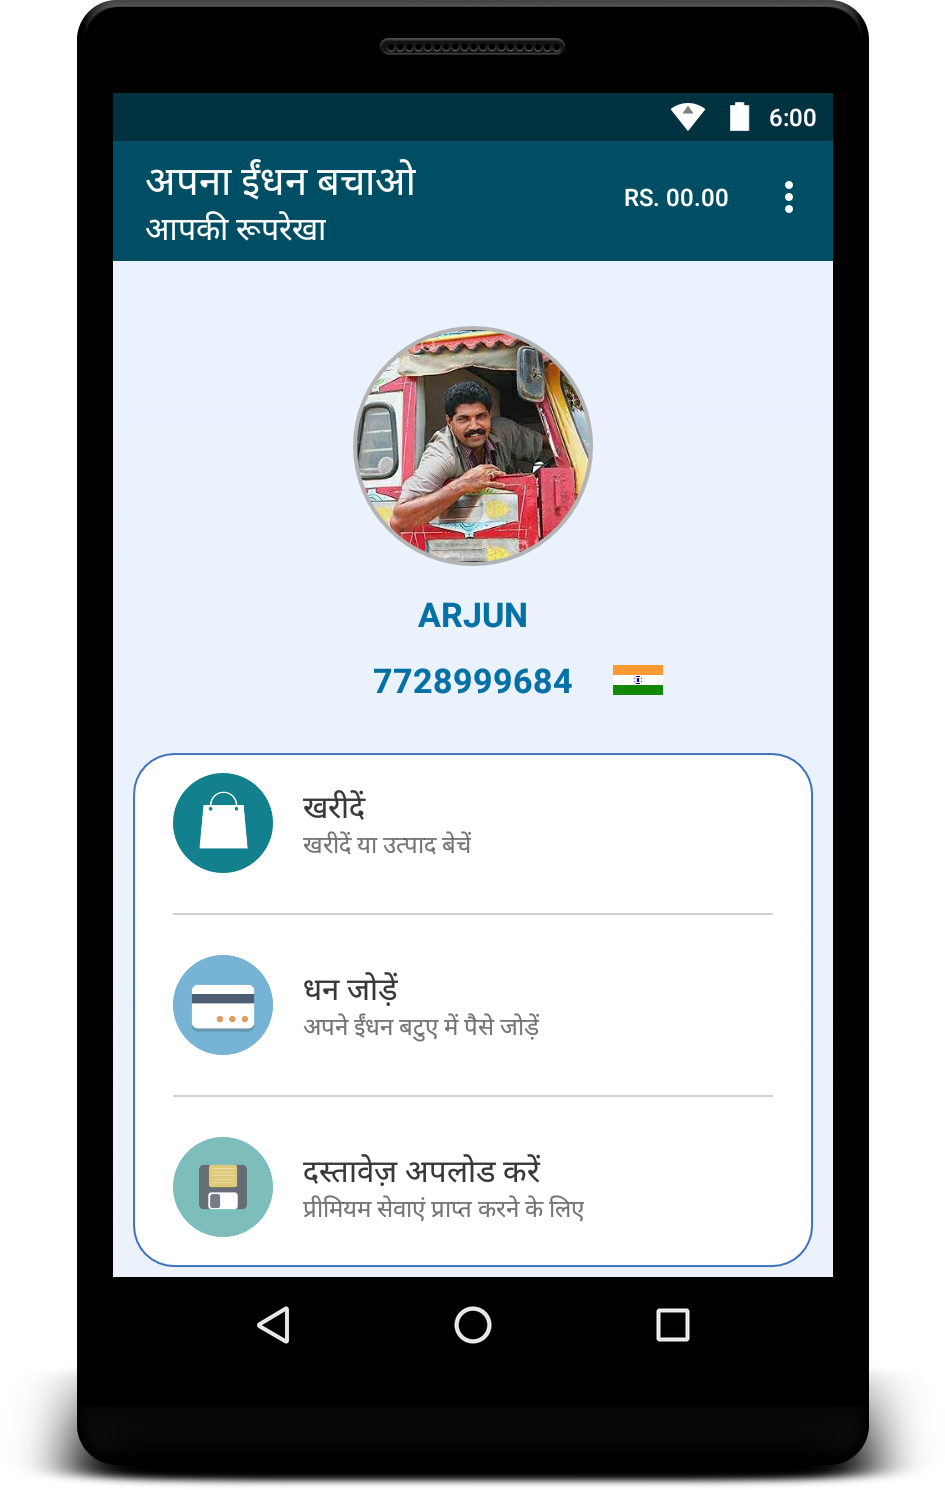 6:00
अपना ईंधन बचाओ
आपकी रूपरेखा
RS. 00.00
ARJUN
7728999684
खरीदें
खरीदें या उत्पाद बेचें
धन जोड़ें
अपने ईंधन बटुए में पैसे जोड़ें
दस्तावेज़ अपलोड करें
प्रीमियम सेवाएं प्राप्त करने के लिए